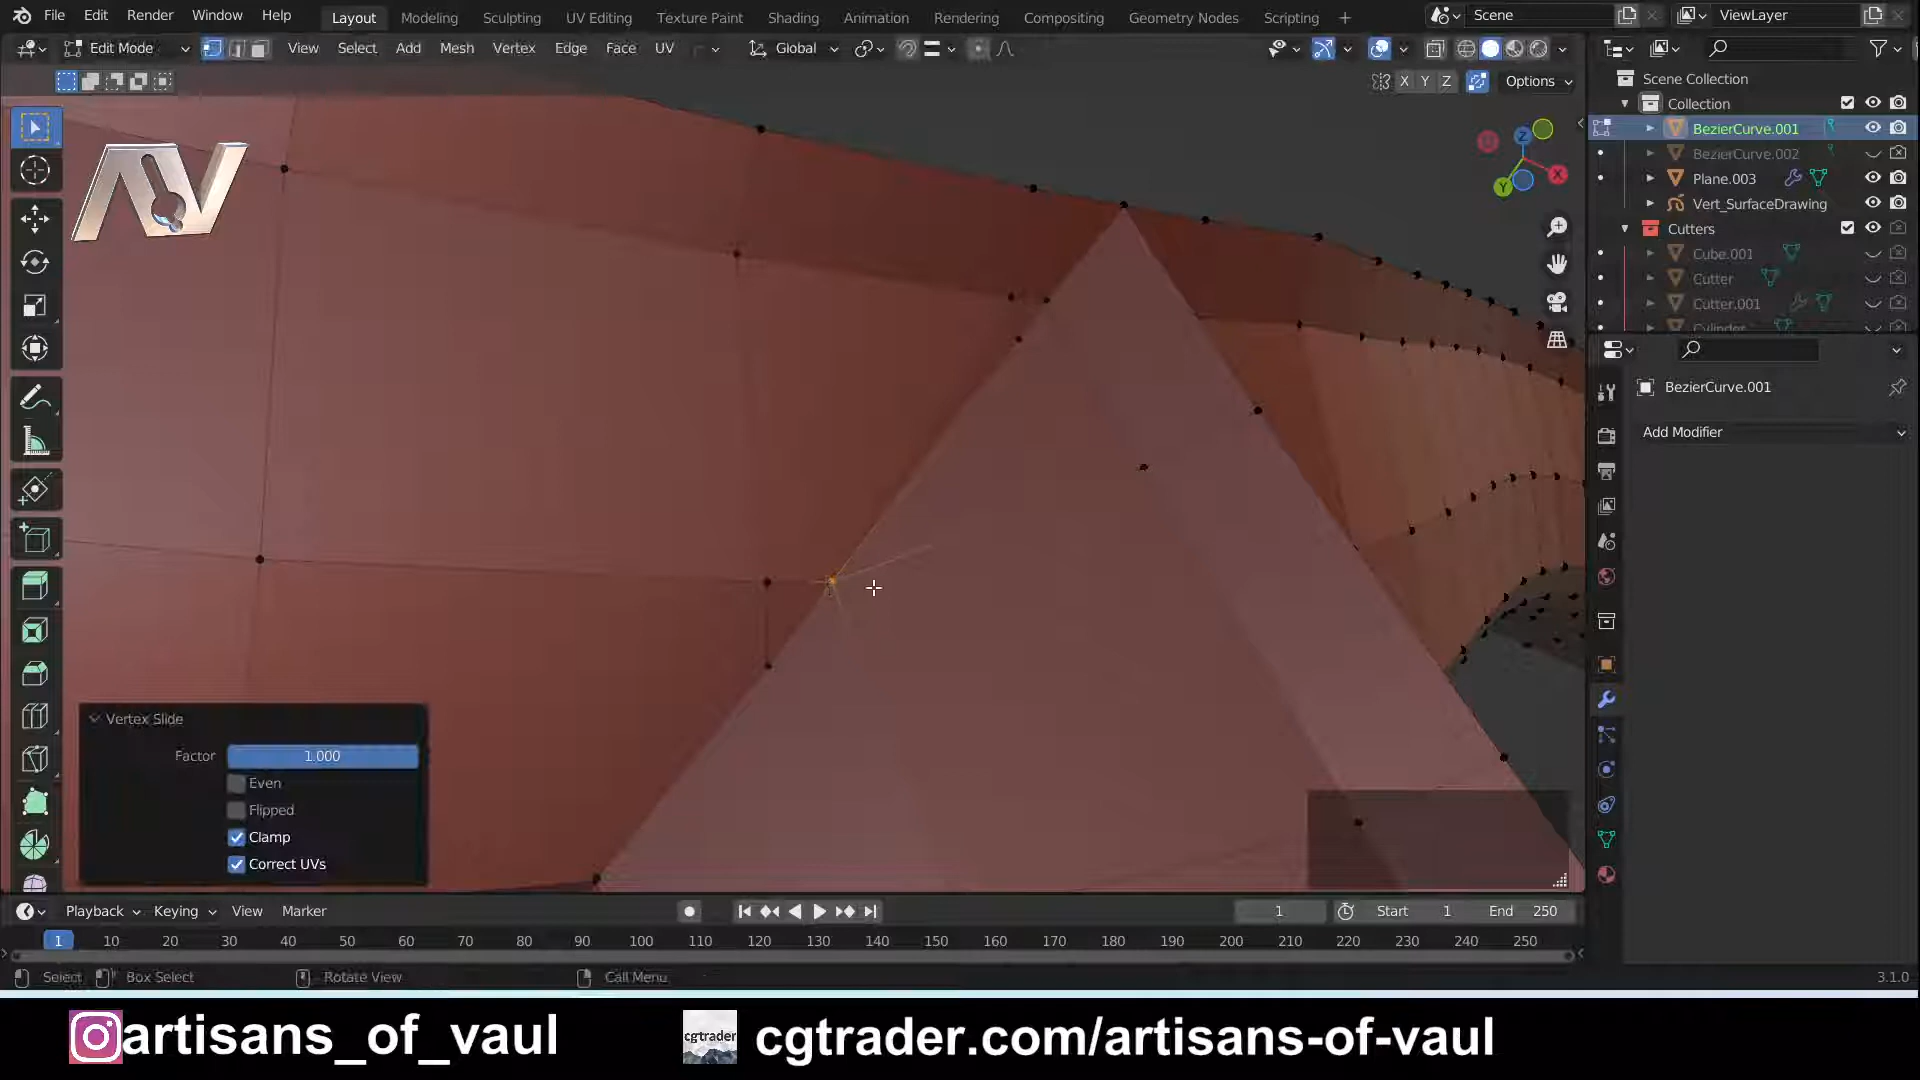 File Edit Render Window Help Layout Modeling Sculpting UV Editing Texture Paint Shading Animation Rendering Compositing Geometry Nodes Scripting + Scene ViewLayer
Edit Mode View Select Add Mesh Vertex Edge Face UV Global
X Y Z Options
Scene Collection
Collection
BezierCurve.001
BezierCurve.002
Plane.003
Vert_SurfaceDrawing
Cutters
Cube.001
Cutter
Cutter.001
Cylinder
BezierCurve.001
Add Modifier
Z
X
Y
AV
Vertex Slide
Factor 1.000
Even
Flipped
Clamp
Correct UVs
Playback Keying View Marker 1 Start 1 End 250
1 10 20 30 40 50 60 70 80 90 100 110 120 130 140 150 160 170 180 190 200 210 220 230 240 250
Select Box Select Rotate View Call Menu 3.1.0
artisans_of_vaul cgtrader cgtrader.com/artisans-of-vaul